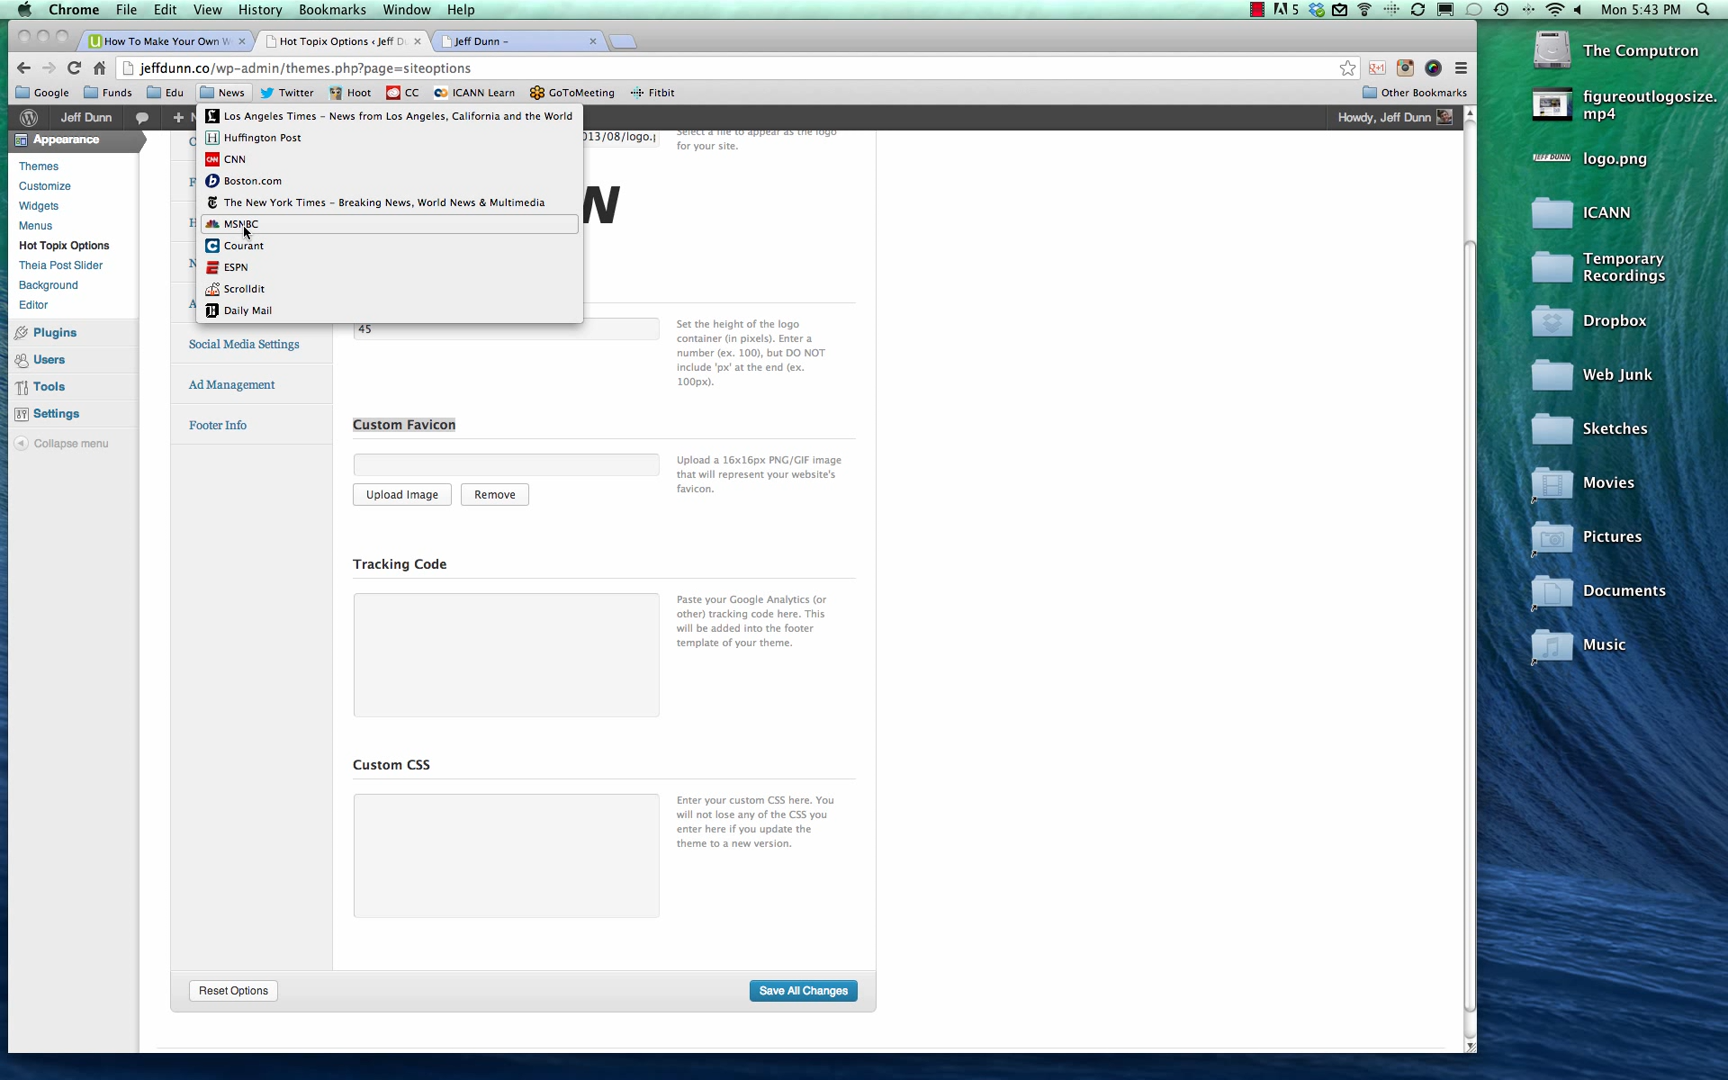 Chrome File Edit View History Bookmarks Window Help
5 Mon 5:43 PM
How To Make Your Own W
Hot Topix Options ‹ Jeff D
Jeff Dunn –
jeffdunn.co/wp-admin/themes.php?page=siteoptions
Google Funds Edu News Twitter Hoot CC ICANN Learn GoToMeeting Fitbit Other Bookmarks
Jeff Dunn + N Howdy, Jeff Dunn
Appearance
Themes
Customize
Widgets
Menus
Hot Topix Options
Theia Post Slider
Background
Editor
Plugins
Users
Tools
Settings
Collapse menu
Los Angeles Times – News from Los Angeles, California and the World
Huffington Post
CNN
Boston.com
The New York Times – Breaking News, World News & Multimedia
MSNBC
Courant
ESPN
Scrolldit
Daily Mail
Social Media Settings
Ad Management
Footer Info
013/08/logo.p
Select a file to appear as the logo
for your site.
W
45
Set the height of the logo
container (in pixels). Enter a
number (ex. 100), but DO NOT
include 'px' at the end (ex.
100px).
Custom Favicon
Upload a 16x16px PNG/GIF image
that will represent your website's
favicon.
Upload Image Remove
Tracking Code
Paste your Google Analytics (or
other) tracking code here. This
will be added into the footer
template of your theme.
Custom CSS
Enter your custom CSS here. You
will not lose any of the CSS you
enter here if you update the
theme to a new version.
Reset Options Save All Changes
The Computron
figureoutlogosize.
mp4
JEFF DUNN
logo.png
ICANN
Temporary
Recordings
Dropbox
Web Junk
Sketches
Movies
Pictures
Documents
Music